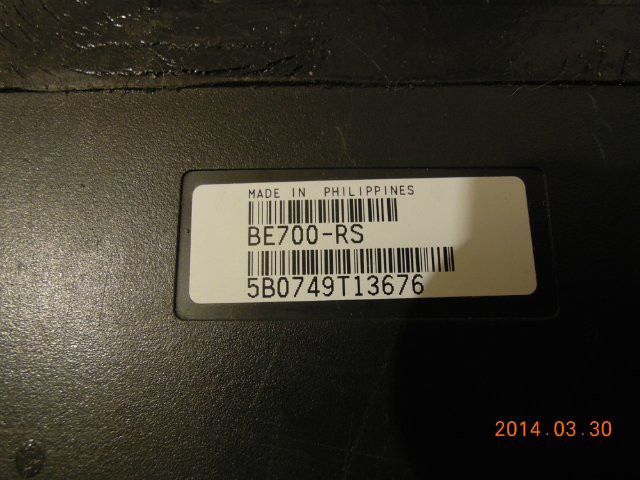 MADE IN PHILIPPINES
BE700-RS
5B0749T13676
2014.03.30